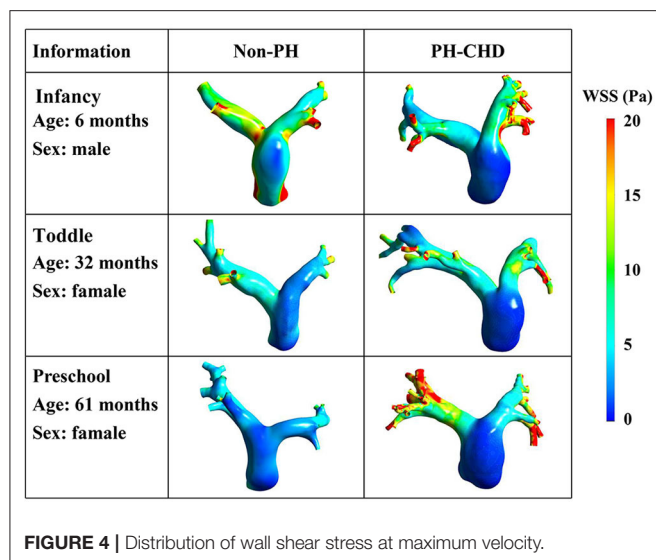 Information Non-PH PH-CHD
Infancy
Age: 6 months
Sex: male
Toddle
Age: 32 months
Sex: famale
Preschool
Age: 61 months
Sex: famale
WSS (Pa)
20
15
10
5
0
FIGURE 4 | Distribution of wall shear stress at maximum velocity.